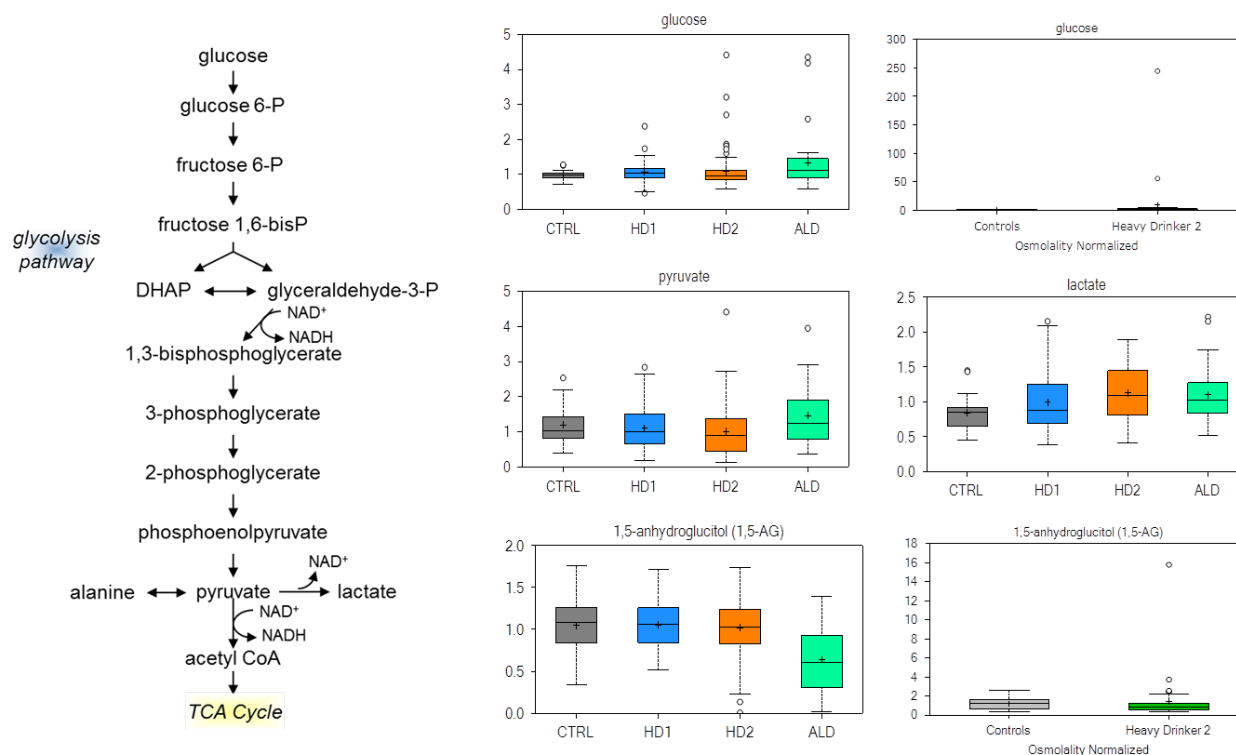 glucose
glucose 6-P
fructose 6-P
fructose 1,6-bisP
glycolysis
pathway
DHAP
glyceraldehyde-3-P
NAD⁺
NADH
1,3-bisphosphoglycerate
3-phosphoglycerate
2-phosphoglycerate
phosphoenolpyruvate
NAD⁺
alanine
pyruvate
lactate
NAD⁺
NADH
acetyl CoA
TCA Cycle
glucose
5
4
3
2
1
0
CTRL HD1 HD2 ALD
glucose
300
250
200
150
100
50
0
Controls Heavy Drinker 2
Osmolality Normalized
pyruvate
5
4
3
2
1
0
CTRL HD1 HD2 ALD
lactate
2.5
2.0
1.5
1.0
0.5
0.0
CTRL HD1 HD2 ALD
1,5-anhydroglucitol (1,5-AG)
2.0
1.5
1.0
0.5
0.0
CTRL HD1 HD2 ALD
1,5-anhydroglucitol (1,5-AG)
18
16
14
12
10
8
6
4
2
0
Controls Heavy Drinker 2
Osmolality Normalized